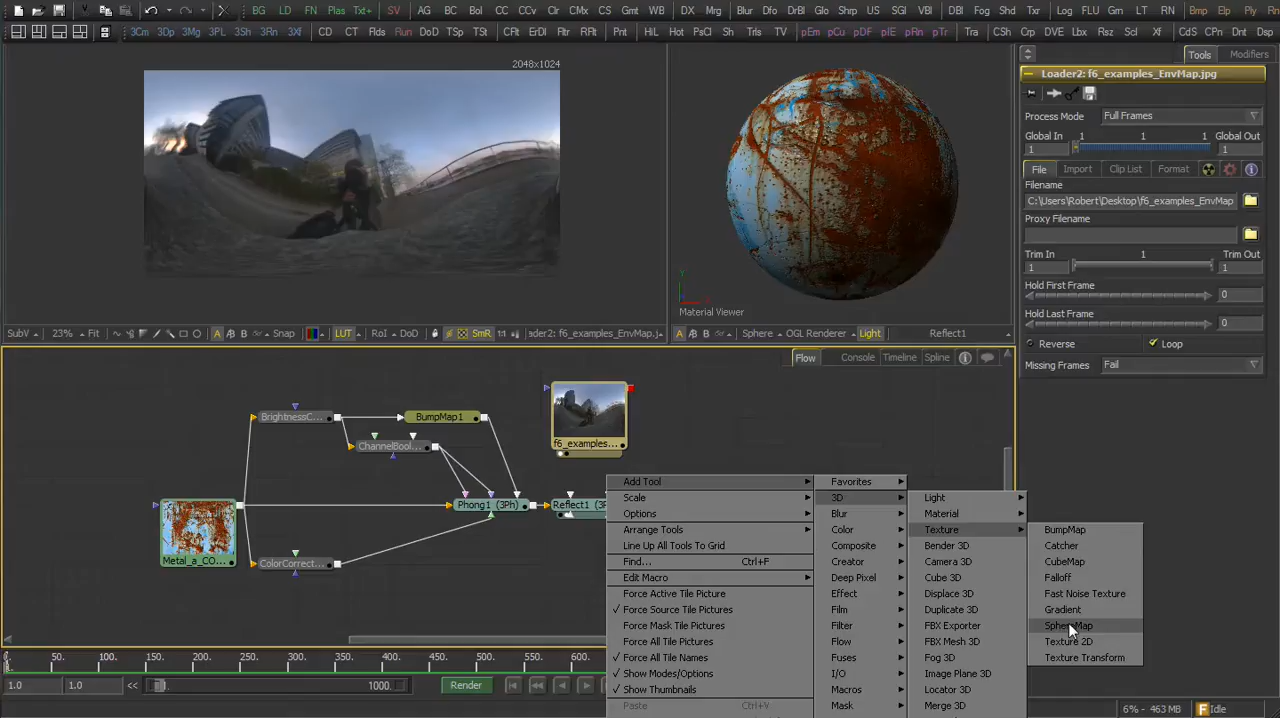 BG LD FN Plas Txt+ SV AG BC Bol CC CCv Clr CMx CS Gmt WB DX Mrg Blur Dfo DrBl Glo Shrp US SGl VBl DBl Fog Shd Txr Log FLU Grn LT RN Bmp Elp Ply Rn
3Cm 3Dp 3Mg 3PL 3Sh 3Rn 3Xf CD CT Flds Run DoD TSp TSt CFlt ErDl Fltr RFlt Pnt HiL Hot PsCl Sh Trls TV pEm pCu pDF pIE pRn pTr Tra CSh Crp DVE Lbx Rsz Scl Xf CdS CPn Dnt Dsp
2048x1024
Tools Modifiers
Loader2: f6_examples_EnvMap.jpg
Process Mode Full Frames
Global In 1 1 1 Global Out
1 1
File Import Clip List Format
Filename
C:\Users\Robert\Desktop\f6_examples_EnvMap
Proxy Filename
Trim In 1 Trim Out
1 1
Hold First Frame
0
Hold Last Frame
0
Reverse Loop
Missing Frames Fail
Y
Material Viewer
SubV 23% Fit Snap LUT RoI DoD SmR 1:1 ader2: f6_examples_EnvMap.j
A B Sphere OGL Renderer Light Reflect1
Flow Console Timeline Spline
BrightnessC...
BumpMap1
ChannelBool...
f6_examples...
Phong1 (3Ph)
Reflect1 (3R
Metal_a_CO...
ColorCorrect...
Add Tool
Scale
Options
Arrange Tools
Line Up All Tools To Grid
Find... Ctrl+F
Edit Macro
Force Active Tile Picture
Force Source Tile Pictures
Force Mask Tile Pictures
Force All Tile Pictures
Force All Tile Names
Show Modes/Options
Show Thumbnails
Paste Ctrl+V
Favorites
3D
Blur
Color
Composite
Creator
Deep Pixel
Effect
Film
Filter
Flow
Fuses
I/O
Macros
Mask
Light
Material
Texture
Bender 3D
Camera 3D
Cube 3D
Displace 3D
Duplicate 3D
FBX Exporter
FBX Mesh 3D
Fog 3D
Image Plane 3D
Locator 3D
Merge 3D
BumpMap
Catcher
CubeMap
Falloff
Fast Noise Texture
Gradient
SphereMap
Texture 2D
Texture Transform
50. 100. 150. 200. 250. 300. 350. 400. 450. 500. 550. 600.
1.0 1.0 << 1000. Render
6% - 463 MB Idle